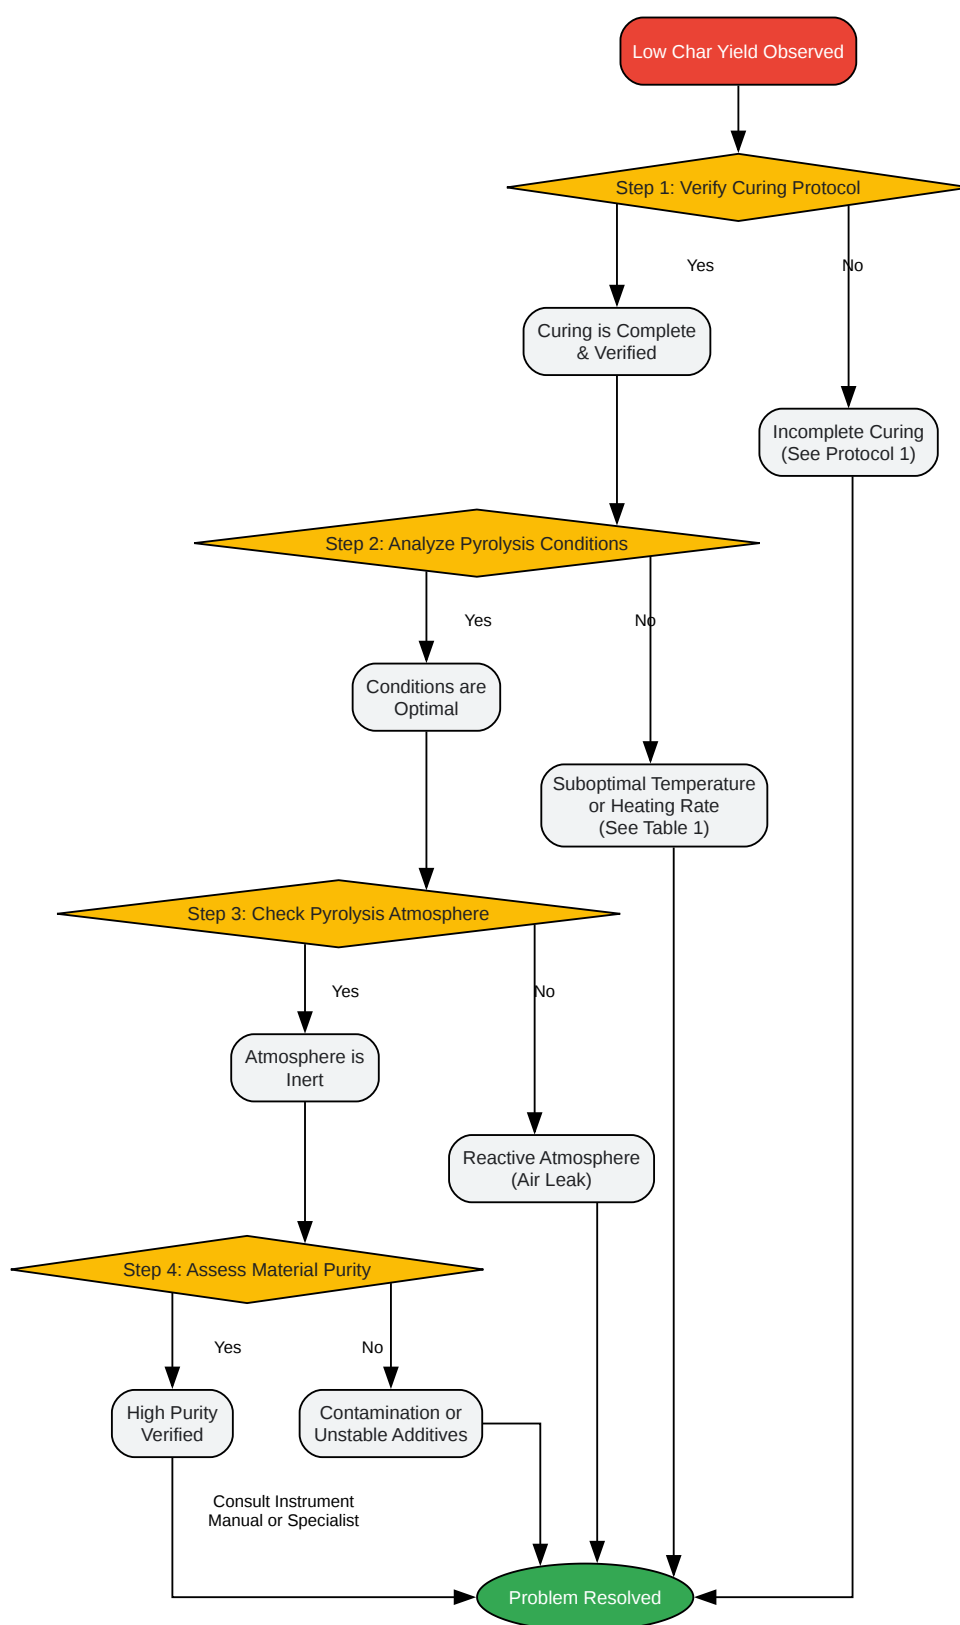 Low Char Yield Observed
Step 1: Verify Curing Protocol
Yes
No
Curing is Complete
& Verified
Incomplete Curing
(See Protocol 1)
Step 2: Analyze Pyrolysis Conditions
Yes
No
Conditions are
Optimal
Suboptimal Temperature
or Heating Rate
(See Table 1)
Step 3: Check Pyrolysis Atmosphere
Yes
No
Atmosphere is
Inert
Reactive Atmosphere
(Air Leak)
Step 4: Assess Material Purity
Yes
No
High Purity
Verified
Contamination or
Unstable Additives
Consult Instrument
Manual or Specialist
Problem Resolved